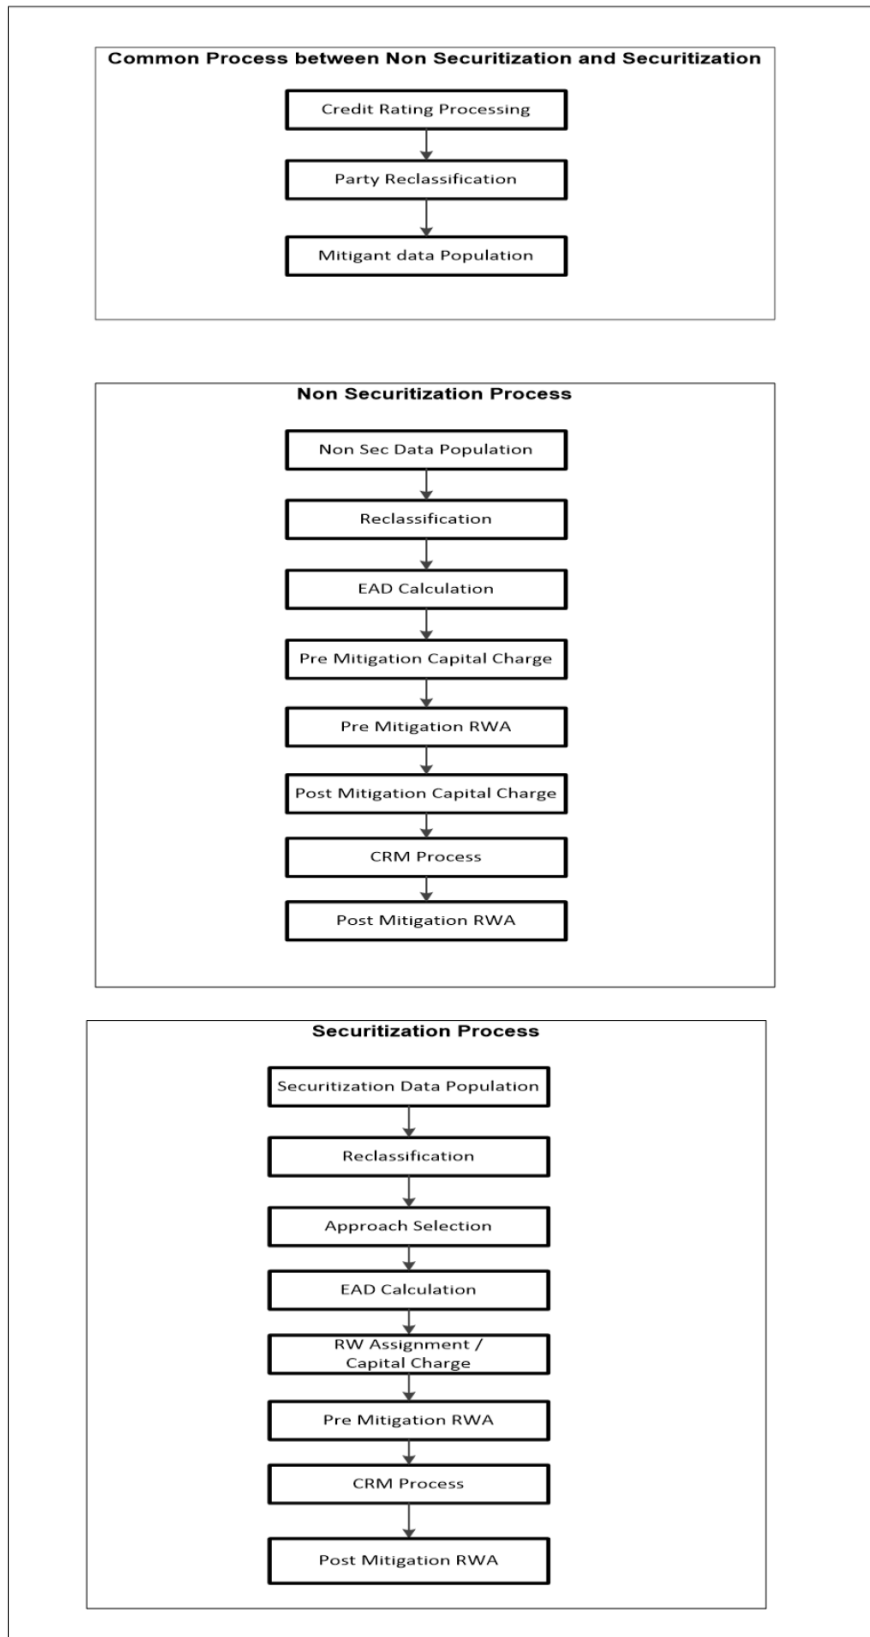 Common Process between Non Securitization and Securitization
Credit Rating Processing
Party Reclassification
Mitigant data Population
Non Securitization Process
Non Sec Data Population
Reclassification
EAD Calculation
Pre Mitigation Capital Charge
Pre Mitigation RWA
Post Mitigation Capital Charge
CRM Process
Post Mitigation RWA
Securitization Process
Securitization Data Population
Reclassification
Approach Selection
EAD Calculation
RW Assignment /
Capital Charge
Pre Mitigation RWA
CRM Process
Post Mitigation RWA